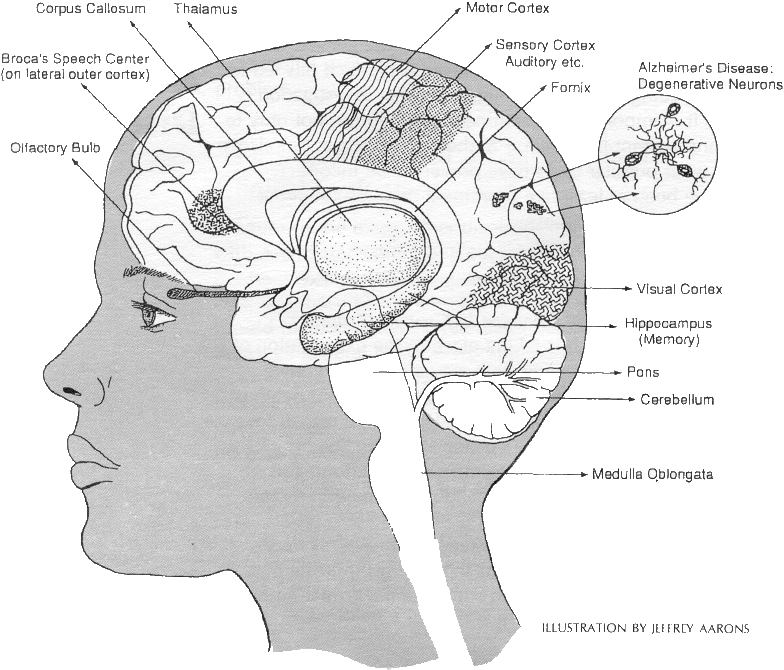 Corpus Callosum
Thalamus
Motor Cortex
Broca's Speech Center
(on lateral outer cortex)
Sensory Cortex
Auditory etc.
Alzheimer's Disease:
Degenerative Neurons
Fornix
Olfactory Bulb
Visual Cortex
Hippocampus
(Memory)
Pons
Cerebellum
Medulla Oblongata
ILLUSTRATION BY JEFFREY AARONS